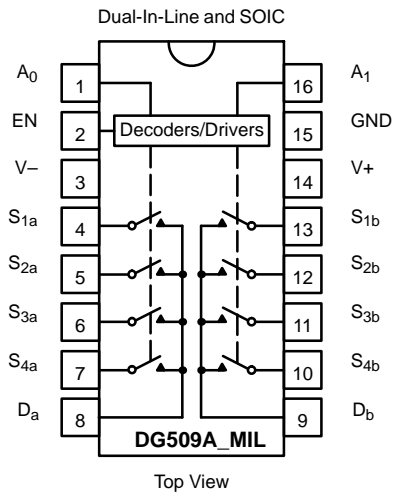 Dual-In-Line and SOIC
A0 1 16 A1
EN 2 Decoders/Drivers 15 GND
V– 3 14 V+
S1a 4 13 S1b
S2a 5 12 S2b
S3a 6 11 S3b
S4a 7 10 S4b
Da 8 9 Db
DG509A_MIL
Top View